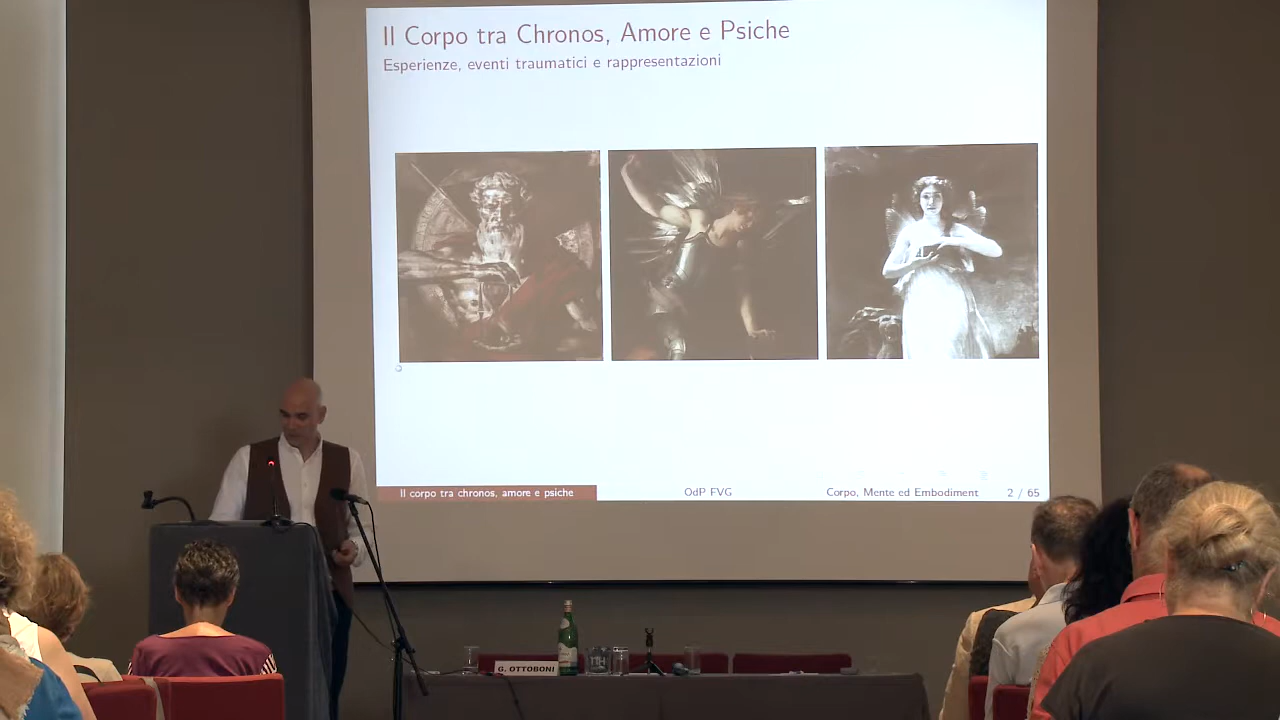 Il Corpo tra Chronos, Amore e Psiche
Esperienze, eventi traumatici e rappresentazioni
Il corpo tra chronos, amore e psiche
OdP FVG
Corpo, Mente ed Embodiment
2 / 65
G. OTTOBONI